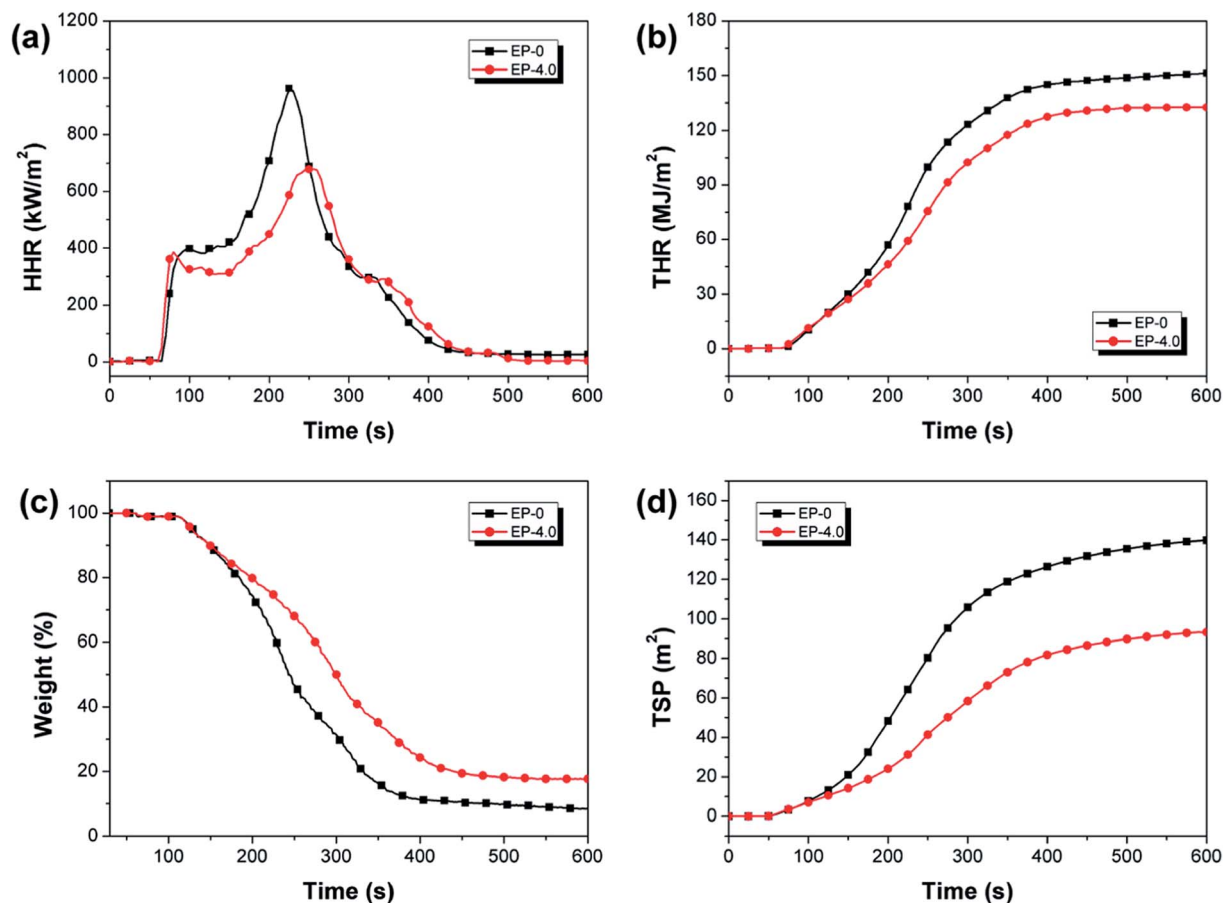 (a)
1200
1000
800
600
400
200
0
HHR (kW/m²)
EP-0
EP-4.0
0 100 200 300 400 500 600
Time (s)
(b)
180
150
120
90
60
30
0
THR (MJ/m²)
EP-0
EP-4.0
0 100 200 300 400 500 600
Time (s)
(c)
100
80
60
40
20
0
Weight (%)
EP-0
EP-4.0
100 200 300 400 500 600
Time (s)
(d)
160
140
120
100
80
60
40
20
0
TSP (m²)
EP-0
EP-4.0
0 100 200 300 400 500 600
Time (s)